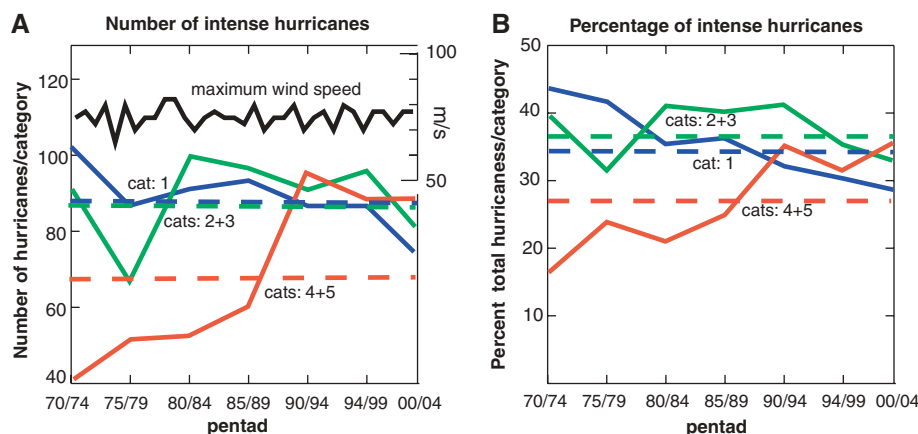 A
Number of intense hurricanes
Number of hurricanes/category
120
100
80
60
40
100
m/s
50
maximum wind speed
cat: 1
cats: 2+3
cats: 4+5
70/74 75/79 80/84 85/89 90/94 94/99 00/04
pentad
B
Percentage of intense hurricanes
Percent total hurricaness/category
50
40
30
20
10
0
cats: 2+3
cat: 1
cats: 4+5
70/74 75/79 80/84 85/89 90/94 94/99 00/04
pentad